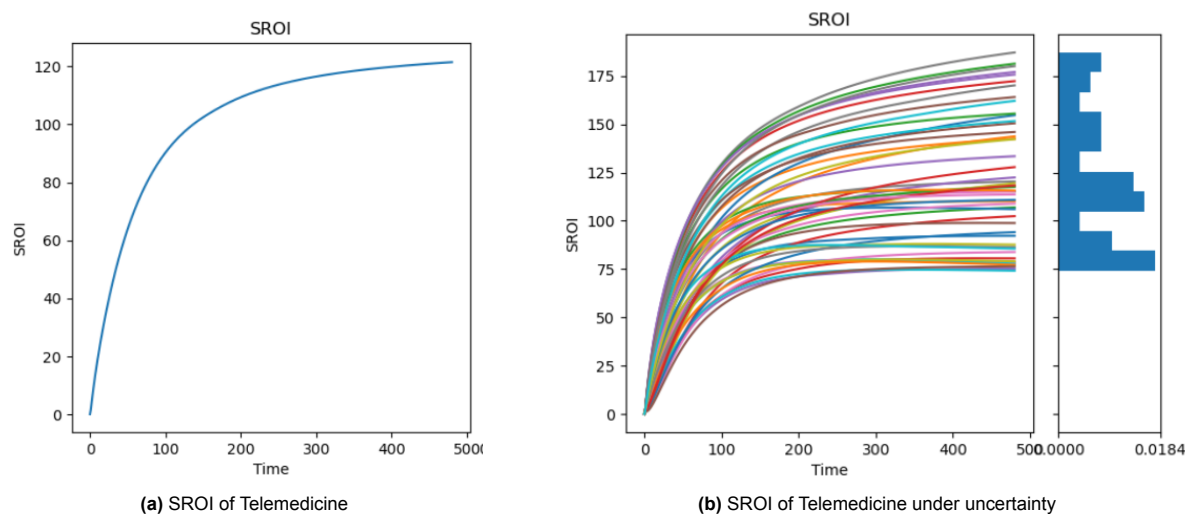 SROI
SROI
120
100
80
60
40
20
0
0 100 200 300 400 500
Time
(a) SROI of Telemedicine
SROI
SROI
175
150
125
100
75
50
25
0
0 100 200 300 400 500
Time
0.0000 0.0184
(b) SROI of Telemedicine under uncertainty